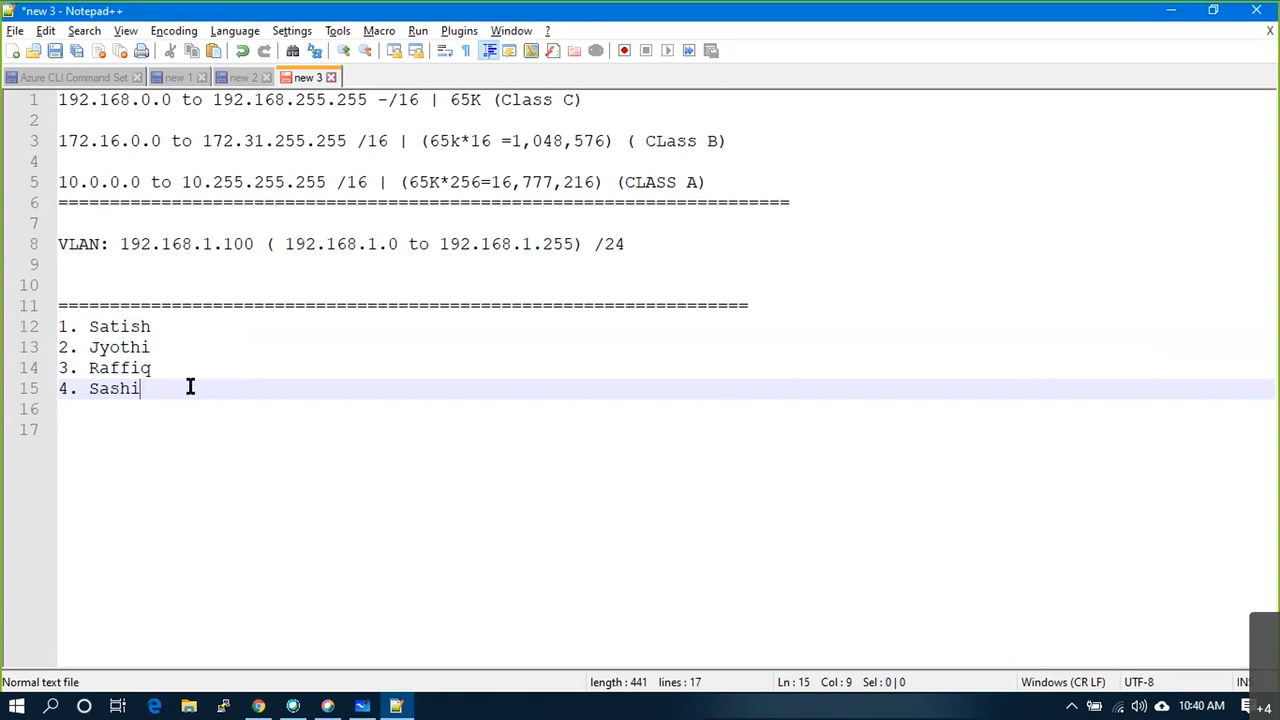 *new 3 - Notepad++
File Edit Search View Encoding Language Settings Tools Macro Run Plugins Window ? X
Azure CLI Command Set new 1 new 2 new 3
1 192.168.0.0 to 192.168.255.255 -/16 | 65K (Class C)
2
3 172.16.0.0 to 172.31.255.255 /16 | (65k*16 =1,048,576) ( CLass B)
4
5 10.0.0.0 to 10.255.255.255 /16 | (65K*256=16,777,216) (CLASS A)
6 =======================================================================
7
8 VLAN: 192.168.1.100 ( 192.168.1.0 to 192.168.1.255) /24
9
10
11 ===================================================================
12 1. Satish
13 2. Jyothi
14 3. Raffiq
15 4. Sashi
16
17
Normal text file length : 441 lines : 17 Ln : 15 Col : 9 Sel : 0 | 0 Windows (CR LF) UTF-8 INS
10:40 AM +4